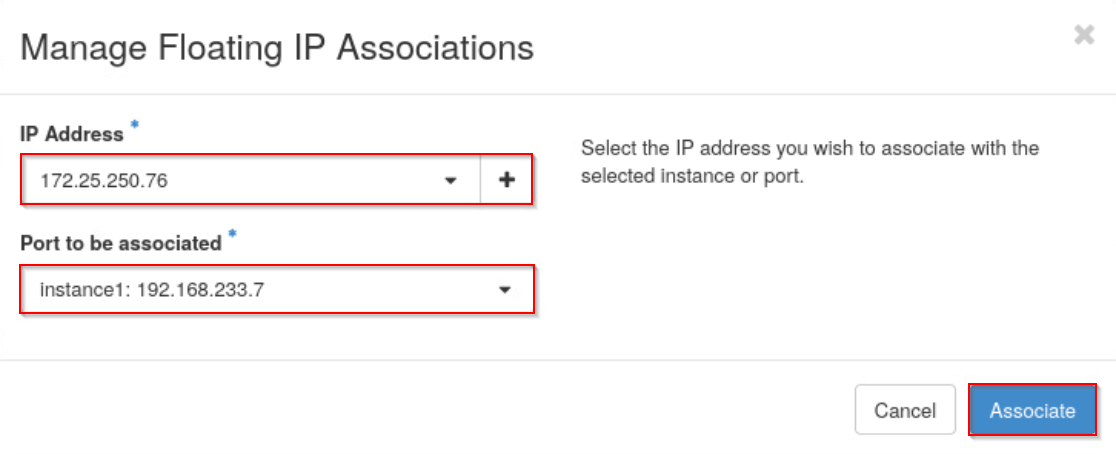 Manage Floating IP Associations
IP Address *
172.25.250.76
Select the IP address you wish to associate with the
selected instance or port.
Port to be associated *
instance1: 192.168.233.7
Cancel
Associate